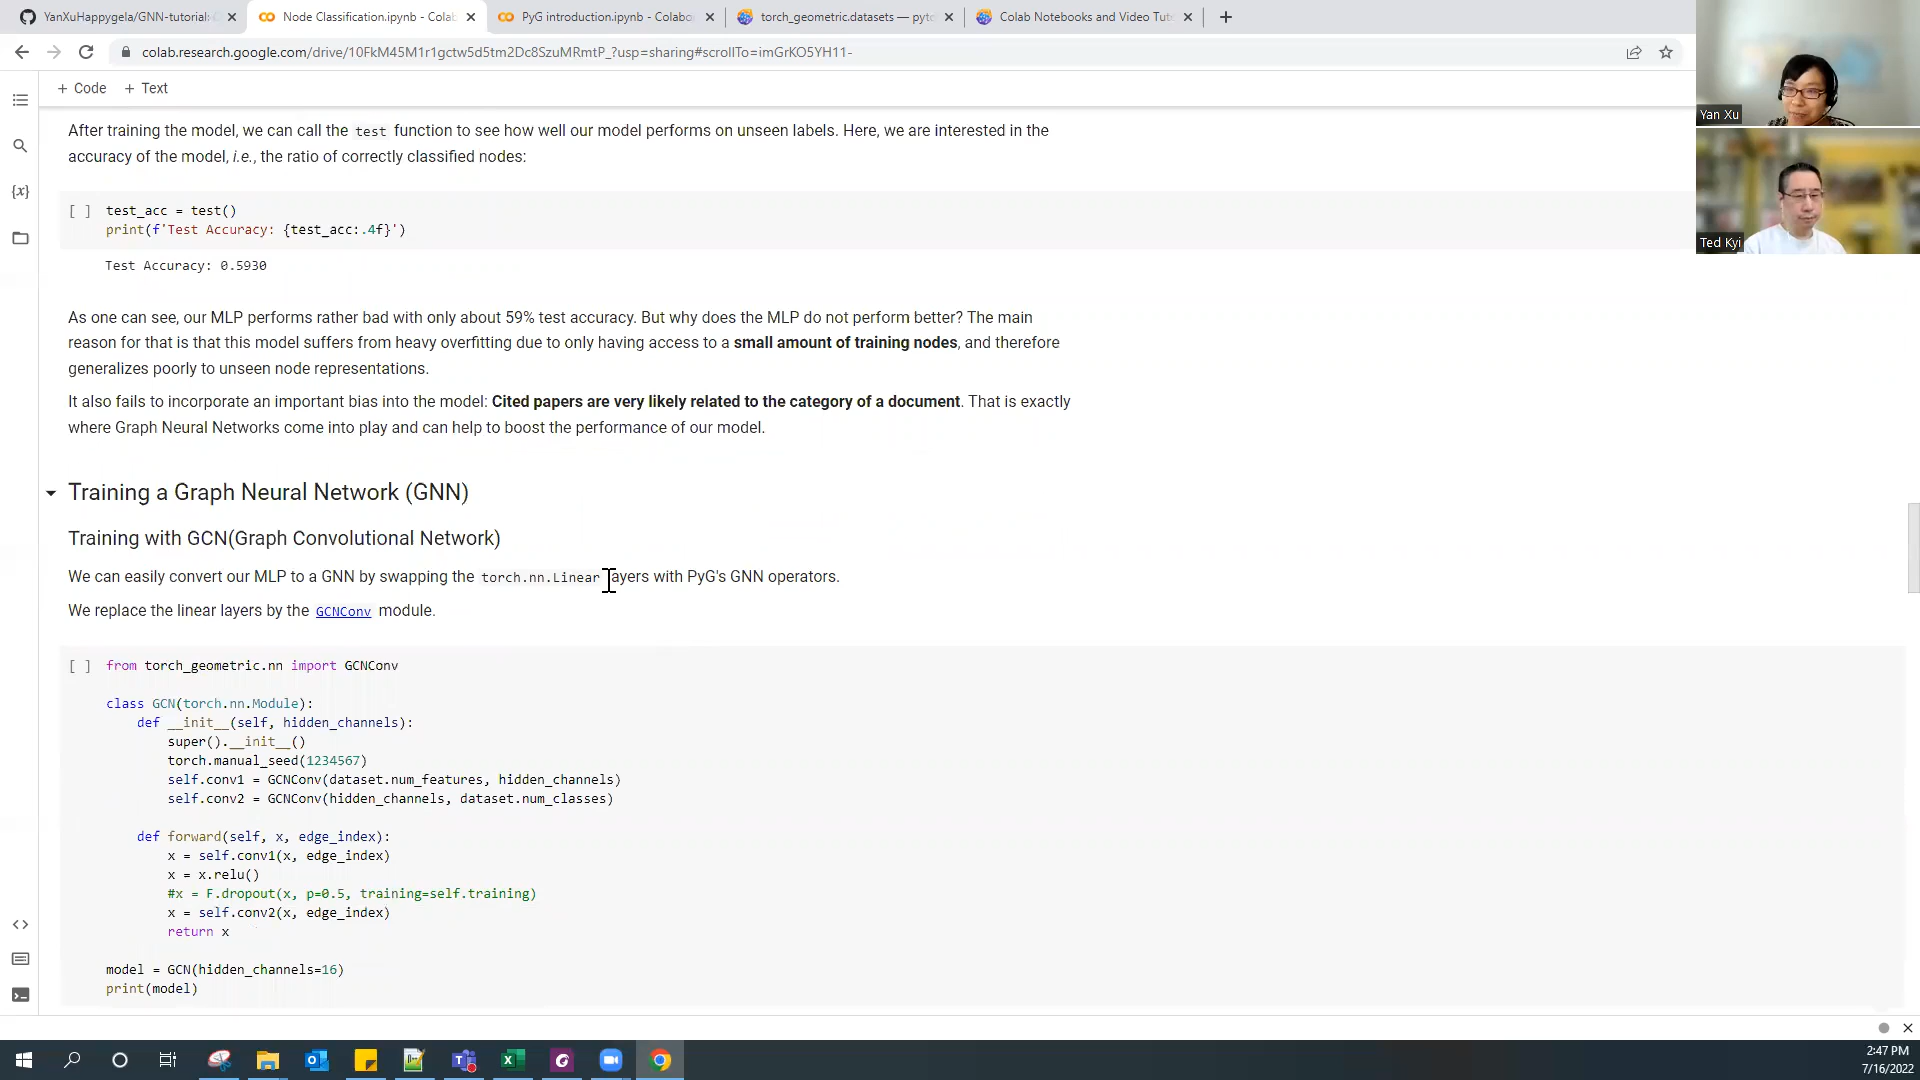 YanXuHappygela/GNN-tutorial:
Node Classification.ipynb - Colab
PyG introduction.ipynb - Colabo
torch_geometric.datasets — pyto
Colab Notebooks and Video Tut
colab.research.google.com/drive/10FkM45M1r1gctw5d5tm2Dc8SzuMRmtP_?usp=sharing#scrollTo=imGrKO5YH11-
+ Code + Text
After training the model, we can call the test function to see how well our model performs on unseen labels. Here, we are interested in the
accuracy of the model, i.e., the ratio of correctly classified nodes:
[ ] test_acc = test()
print(f'Test Accuracy: {test_acc:.4f}')
Test Accuracy: 0.5930
As one can see, our MLP performs rather bad with only about 59% test accuracy. But why does the MLP do not perform better? The main
reason for that is that this model suffers from heavy overfitting due to only having access to a small amount of training nodes, and therefore
generalizes poorly to unseen node representations.
It also fails to incorporate an important bias into the model: Cited papers are very likely related to the category of a document. That is exactly
where Graph Neural Networks come into play and can help to boost the performance of our model.
Training a Graph Neural Network (GNN)
Training with GCN(Graph Convolutional Network)
We can easily convert our MLP to a GNN by swapping the torch.nn.Linear layers with PyG's GNN operators.
We replace the linear layers by the GCNConv module.
[ ] from torch_geometric.nn import GCNConv
class GCN(torch.nn.Module):
def __init__(self, hidden_channels):
super().__init__()
torch.manual_seed(1234567)
self.conv1 = GCNConv(dataset.num_features, hidden_channels)
self.conv2 = GCNConv(hidden_channels, dataset.num_classes)
def forward(self, x, edge_index):
x = self.conv1(x, edge_index)
x = x.relu()
#x = F.dropout(x, p=0.5, training=self.training)
x = self.conv2(x, edge_index)
return x
model = GCN(hidden_channels=16)
print(model)
Yan Xu
Ted Kyi
2:47 PM
7/16/2022